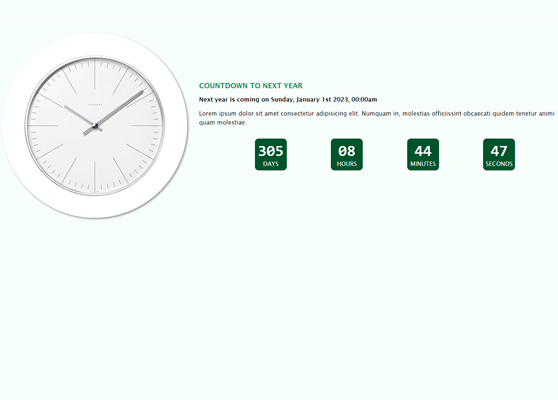 COUNTDOWN TO NEXT YEAR
Next year is coming on Sunday, January 1st 2023, 00:00am
Lorem ipsum dolor sit amet consectetur adipisicing elit. Numquam in, molestias officiissint obcaecati quidem tenetur animi
quam molestiae.
305 08 44 47
DAYS HOURS MINUTES SECONDS